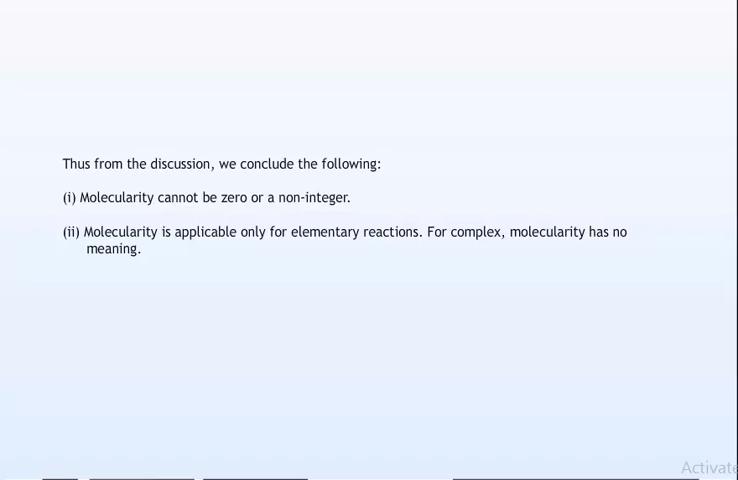 Thus from the discussion, we conclude the following:
(i) Molecularity cannot be zero or a non-integer.
(ii) Molecularity is applicable only for elementary reactions. For complex, molecularity has no
meaning.
Activate